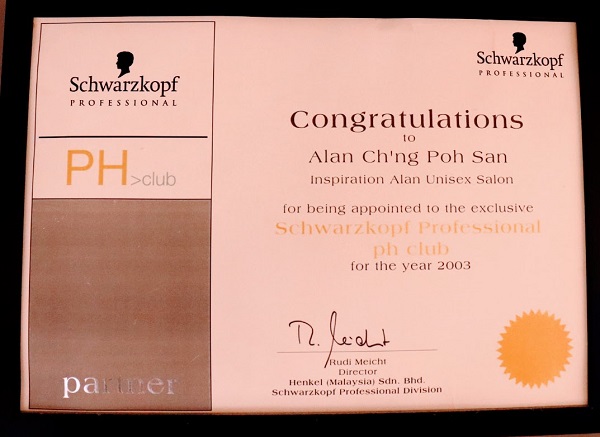 Schwarzkopf
PROFESSIONAL
PH>club
partner
Schwarzkopf
PROFESSIONAL
Congratulations
to
Alan Ch'ng Poh San
Inspiration Alan Unisex Salon
for being appointed to the exclusive
Schwarzkopf Professional
ph club
for the year 2003
R. Meicht
Rudi Meicht
Director
Henkel (Malaysia) Sdn. Bhd.
Schwarzkopf Professional Division